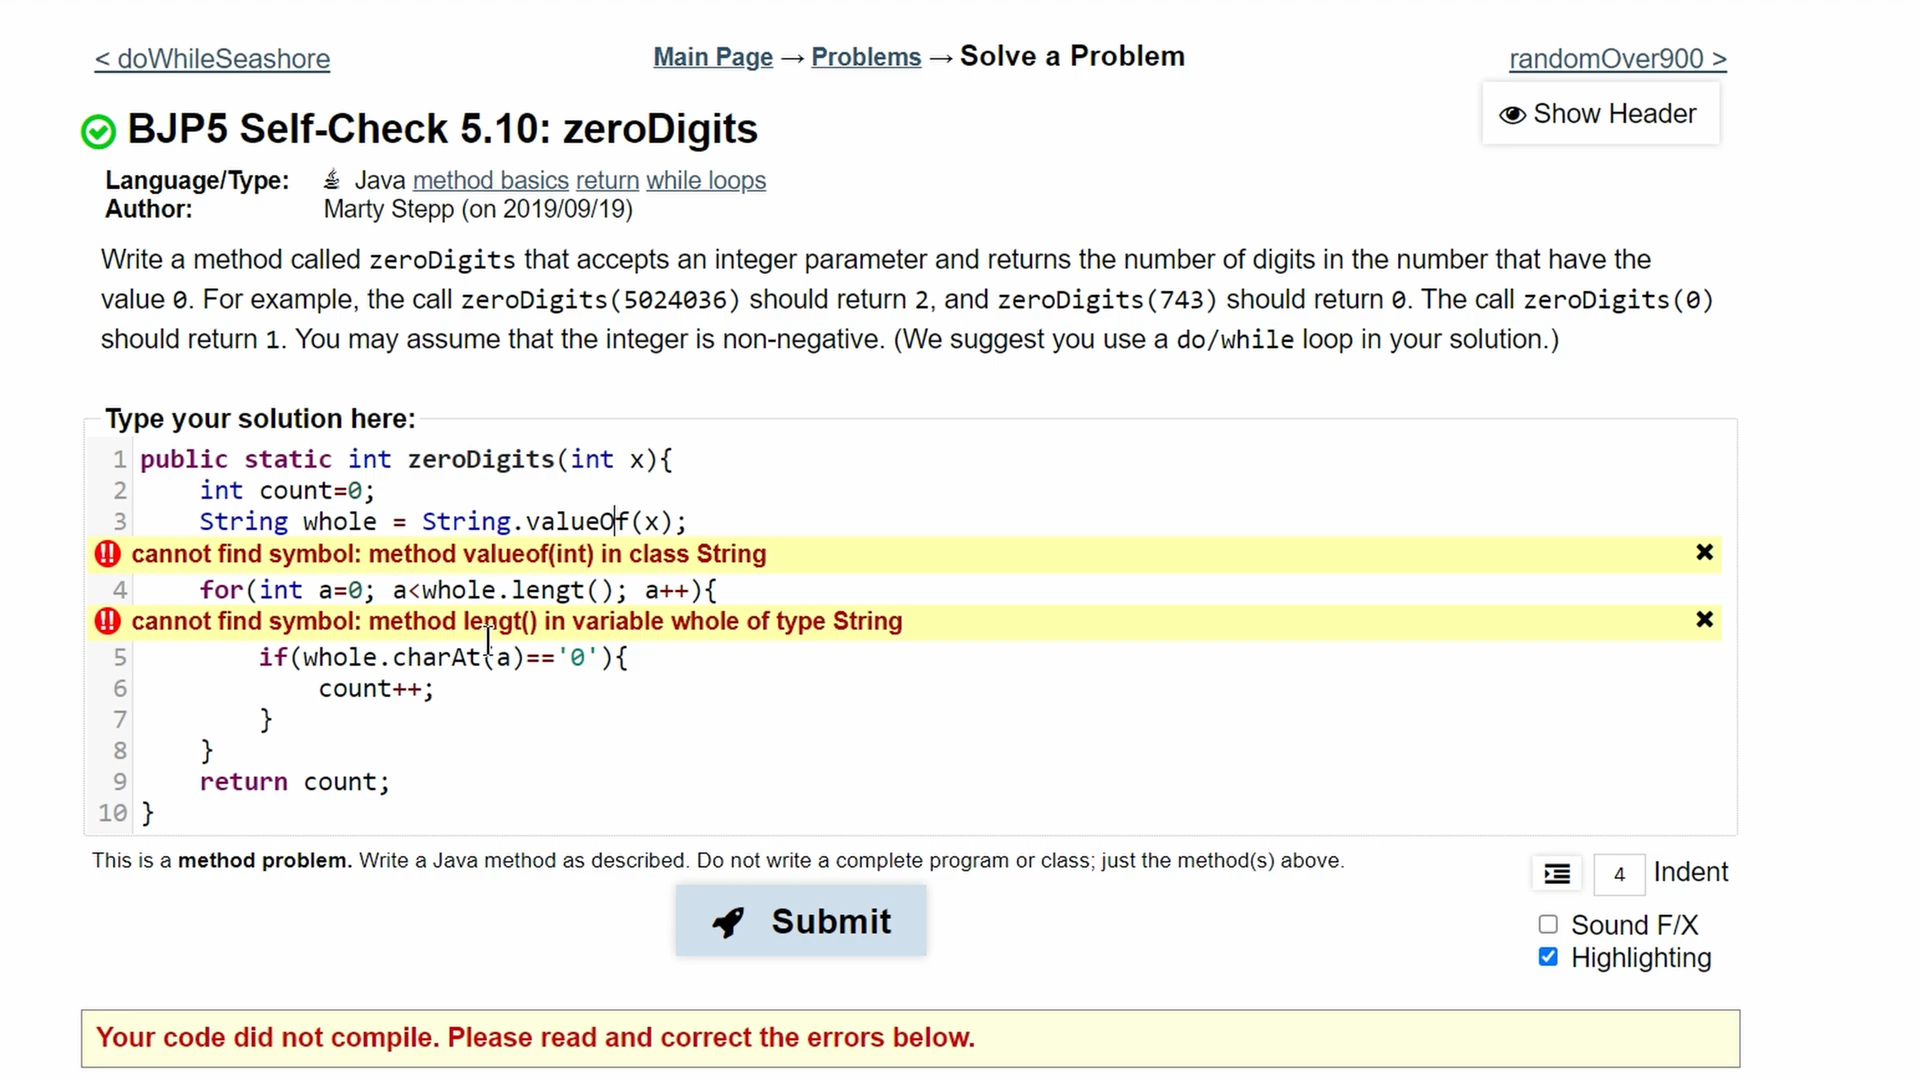 < doWhileSeashore
Main Page → Problems → Solve a Problem
randomOver900 >
Show Header
BJP5 Self-Check 5.10: zeroDigits
Language/Type: Java method basics return while loops
Author: Marty Stepp (on 2019/09/19)
Write a method called zeroDigits that accepts an integer parameter and returns the number of digits in the number that have the
value 0. For example, the call zeroDigits(5024036) should return 2, and zeroDigits(743) should return 0. The call zeroDigits(0)
should return 1. You may assume that the integer is non-negative. (We suggest you use a do/while loop in your solution.)
Type your solution here:
1 public static int zeroDigits(int x){
2 int count=0;
3 String whole = String.valueOf(x);
!! cannot find symbol: method valueof(int) in class String
4 for(int a=0; a<whole.lengt(); a++){
!! cannot find symbol: method lengt() in variable whole of type String
5 if(whole.charAt(a)=='0'){
6 count++;
7 }
8 }
9 return count;
10 }
This is a method problem. Write a Java method as described. Do not write a complete program or class; just the method(s) above.
4 Indent
Submit
Sound F/X
Highlighting
Your code did not compile. Please read and correct the errors below.